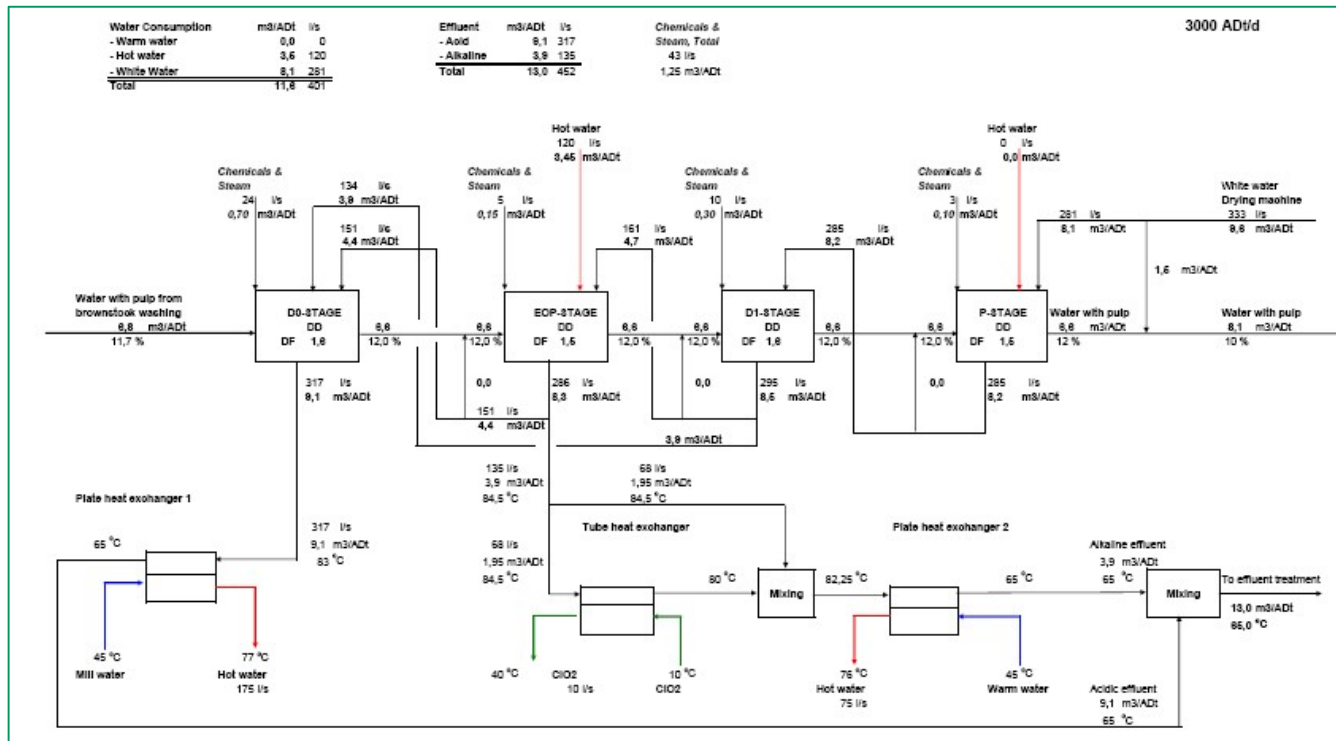 Water Consumption m3/ADt l/s
- Warm water 0,0 0
- Hot water 3,5 120
- White Water 8,1 281
Total 11,6 401
Effluent m3/ADt l/s
- Acid 9,1 317
- Alkaline 3,9 135
Total 13,0 452
Chemicals &
Steam, Total
43 l/s
1,25 m3/ADt
3000 ADt/d
Hot water
120 l/s
3,45 m3/ADt
Hot water
0 l/s
0,0 m3/ADt
Chemicals &
Steam
24 l/s
0,70 m3/ADt
134 l/s
3,9 m3/ADt
151 l/s
4,4 m3/ADt
Chemicals &
Steam
5 l/s
0,15 m3/ADt
161 l/s
4,7 m3/ADt
Chemicals &
Steam
10 l/s
0,30 m3/ADt
285 l/s
8,2 m3/ADt
Chemicals &
Steam
3 l/s
0,10 m3/ADt
281 l/s
8,1 m3/ADt
White water
Drying machine
333 l/s
9,6 m3/ADt
1,5 m3/ADt
Water with pulp from
brownstock washing
6,8 m3/ADt
11,7 %
D0-STAGE
DD
DF 1,6
6,6
12,0 %
6,6
12,0 %
EOP-STAGE
DD
DF 1,5
6,6
12,0 %
6,6
12,0 %
D1-STAGE
DD
DF 1,6
6,6
12,0 %
6,6
12,0 %
P-STAGE
DD
DF 1,5
Water with pulp
6,6 m3/ADt
12 %
Water with pulp
8,1 m3/ADt
10 %
317 l/s
9,1 m3/ADt
0,0
286 l/s
8,3 m3/ADt
0,0
295 l/s
8,5 m3/ADt
0,0
285 l/s
8,2 m3/ADt
151 l/s
4,4 m3/ADt
3,9 m3/ADt
135 l/s
3,9 m3/ADt
84,5 °C
68 l/s
1,95 m3/ADt
84,5 °C
Plate heat exchanger 1
Tube heat exchanger
Plate heat exchanger 2
65 °C
317 l/s
9,1 m3/ADt
83 °C
68 l/s
1,95 m3/ADt
84,5 °C
80 °C
Mixing
82,25 °C
65 °C
Alkaline effluent
3,9 m3/ADt
65 °C
Mixing
To effluent treatment
13,0 m3/ADt
65,0 °C
45 °C
Mill water
77 °C
Hot water
175 l/s
40 °C
ClO2
10 l/s
10 °C
ClO2
76 °C
Hot water
75 l/s
45 °C
Warm water
Acidic effluent
9,1 m3/ADt
65 °C